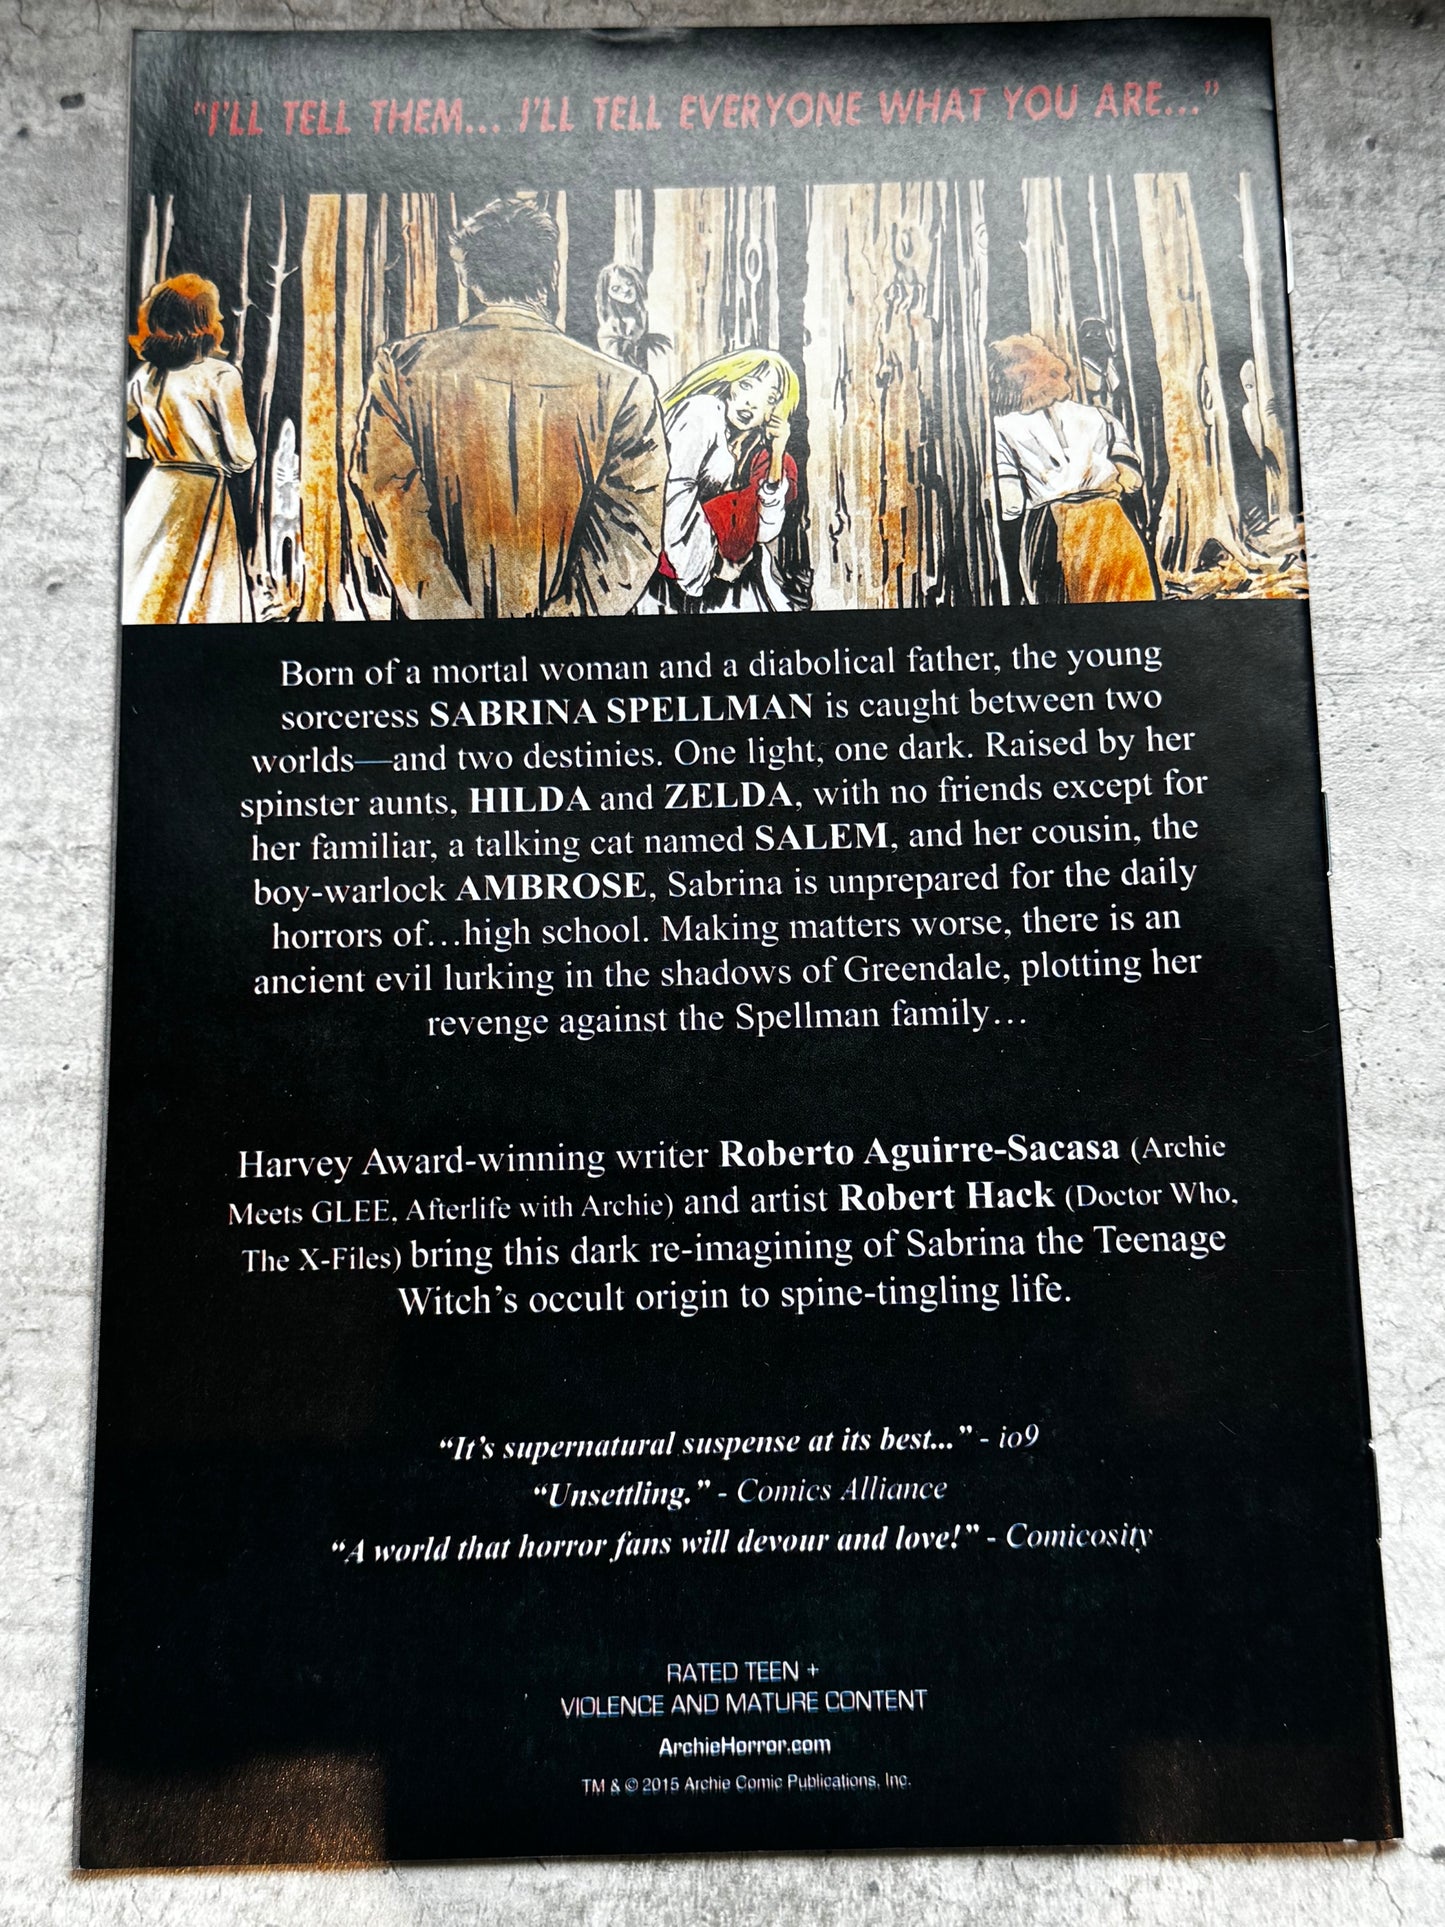 “I’LL TELL THEM... I’LL TELL EVERYONE WHAT YOU ARE...”
Born of a mortal woman and a diabolical father, the young
sorceress SABRINA SPELLMAN is caught between two
worlds—and two destinies. One light, one dark. Raised by her
spinster aunts, HILDA and ZELDA, with no friends except for
her familiar, a talking cat named SALEM, and her cousin, the
boy-warlock AMBROSE, Sabrina is unprepared for the daily
horrors of…high school. Making matters worse, there is an
ancient evil lurking in the shadows of Greendale, plotting her
revenge against the Spellman family…
Harvey Award-winning writer Roberto Aguirre-Sacasa (Archie
Meets GLEE, Afterlife with Archie) and artist Robert Hack (Doctor Who,
The X-Files) bring this dark re-imagining of Sabrina the Teenage
Witch’s occult origin to spine-tingling life.
“It’s supernatural suspense at its best...” - io9
“Unsettling.” - Comics Alliance
“A world that horror fans will devour and love!” - Comicosity
RATED TEEN +
VIOLENCE AND MATURE CONTENT
ArchieHorror.com
TM & © 2015 Archie Comic Publications, Inc.